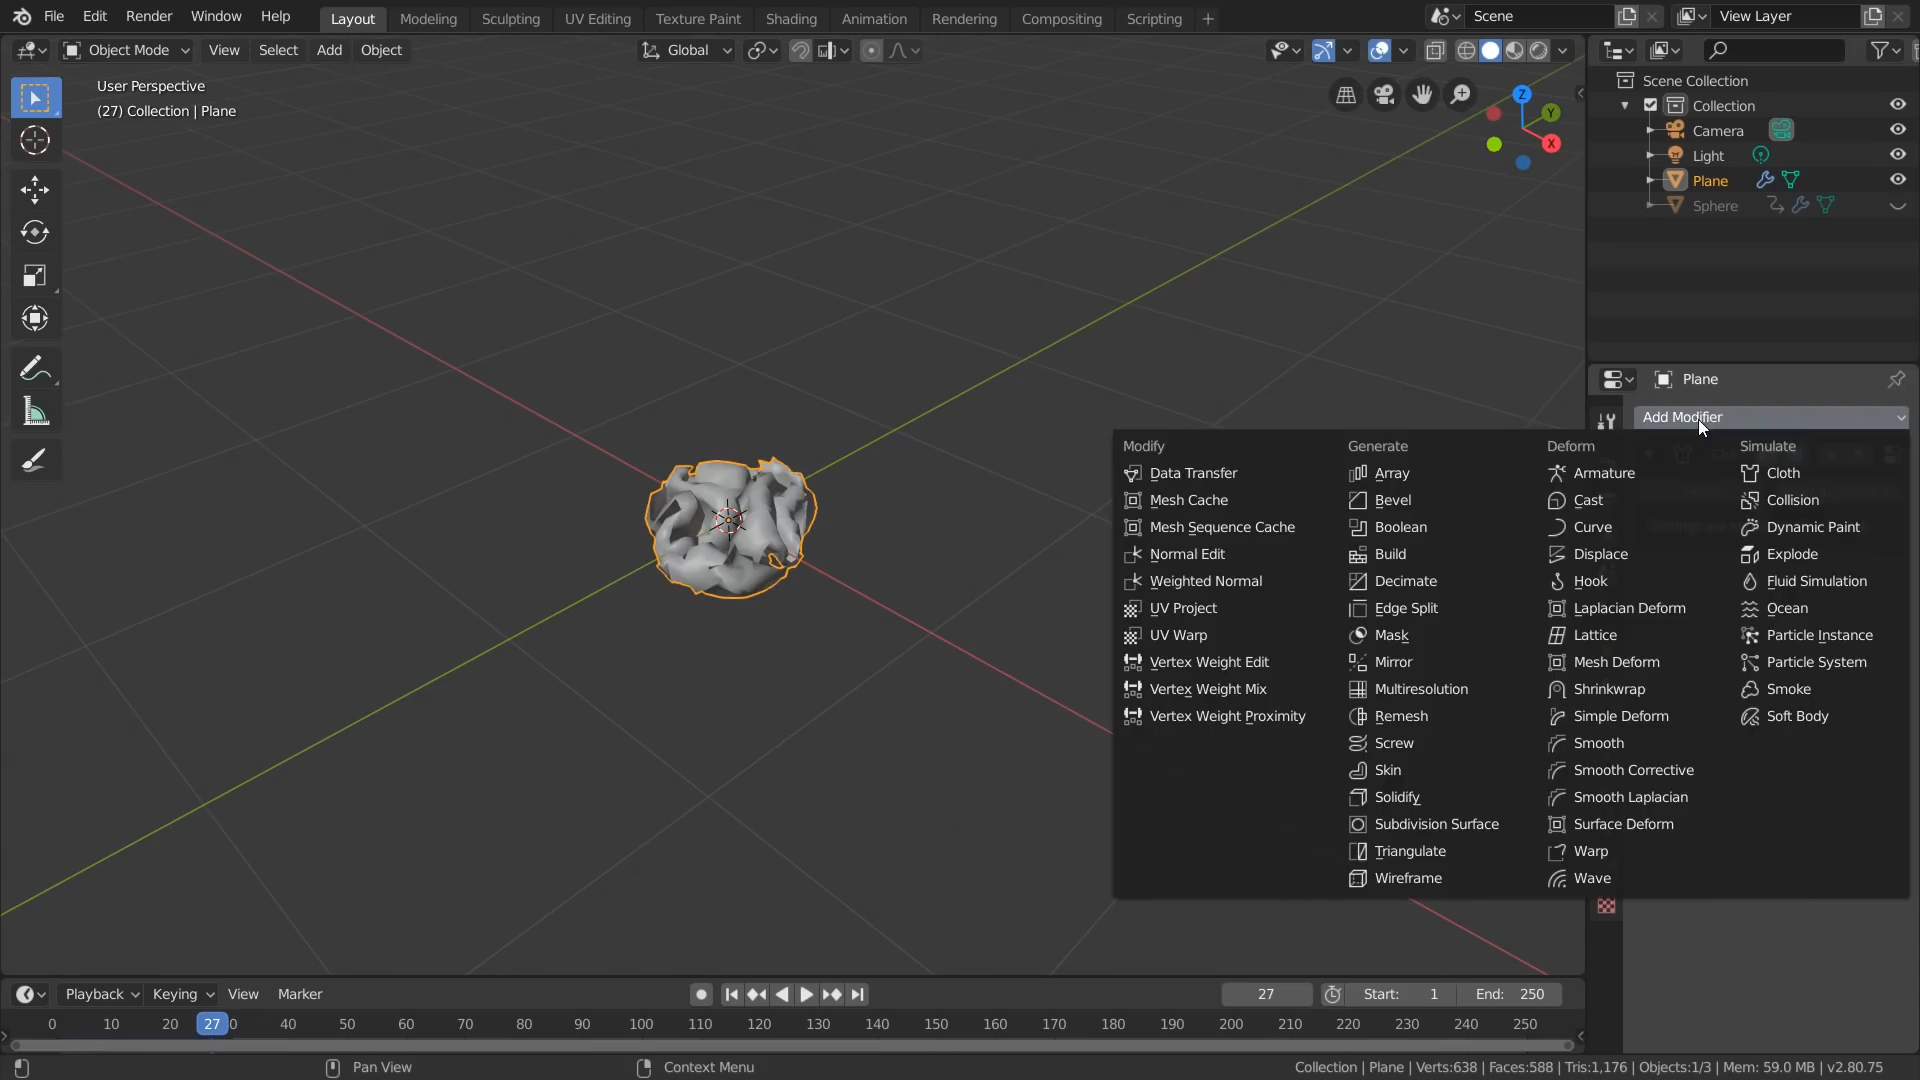 File Edit Render Window Help Layout Modeling Sculpting UV Editing Texture Paint Shading Animation Rendering Compositing Scripting + Scene View Layer
Object Mode View Select Add Object Global
User Perspective
(27) Collection | Plane
Z
Y
X
Scene Collection
Collection
Camera
Light
Plane
Sphere
Plane
Add Modifier
Modify
Data Transfer
Mesh Cache
Mesh Sequence Cache
Normal Edit
Weighted Normal
UV Project
UV Warp
Vertex Weight Edit
Vertex Weight Mix
Vertex Weight Proximity
Generate
Array
Bevel
Boolean
Build
Decimate
Edge Split
Mask
Mirror
Multiresolution
Remesh
Screw
Skin
Solidify
Subdivision Surface
Triangulate
Wireframe
Deform
Armature
Cast
Curve
Displace
Hook
Laplacian Deform
Lattice
Mesh Deform
Shrinkwrap
Simple Deform
Smooth
Smooth Corrective
Smooth Laplacian
Surface Deform
Warp
Wave
Simulate
Cloth
Collision
Dynamic Paint
Explode
Fluid Simulation
Ocean
Particle Instance
Particle System
Smoke
Soft Body
Playback Keying View Marker 27 Start: 1 End: 250
0 10 20 27 0 40 50 60 70 80 90 100 110 120 130 140 150 160 170 180 190 200 210 220 230 240 250
Pan View Context Menu Collection | Plane | Verts:638 | Faces:588 | Tris:1,176 | Objects:1/3 | Mem: 59.0 MB | v2.80.75